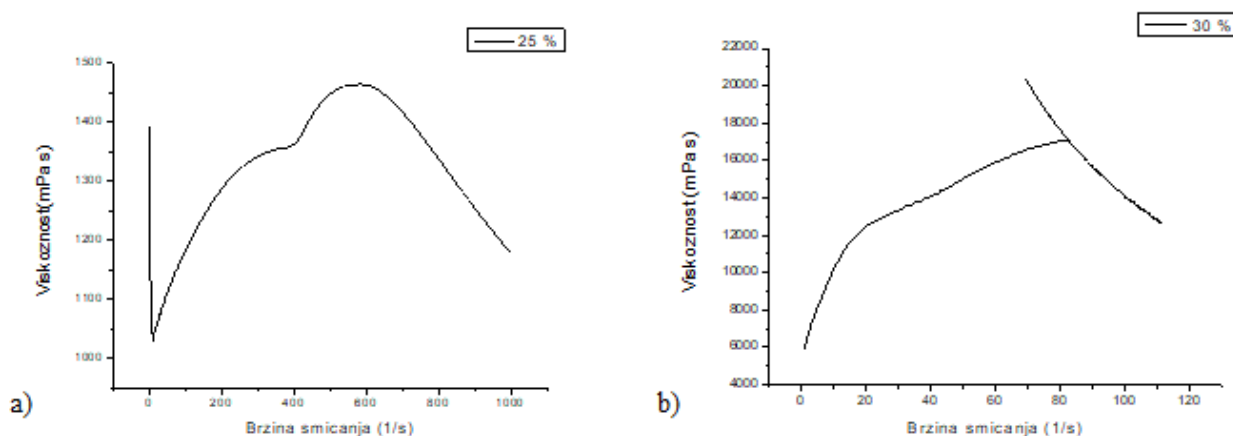 25 %
1500
1400
1300
1200
1100
1000
Viskoznost(mPa s)
0 200 400 600 800 1000
Brzina smicanja (1/s)
a)
30 %
22000
20000
18000
16000
14000
12000
10000
8000
6000
4000
Viskoznost (mPa s)
0 20 40 60 80 100 120
Brzina smicanja (1/s)
b)